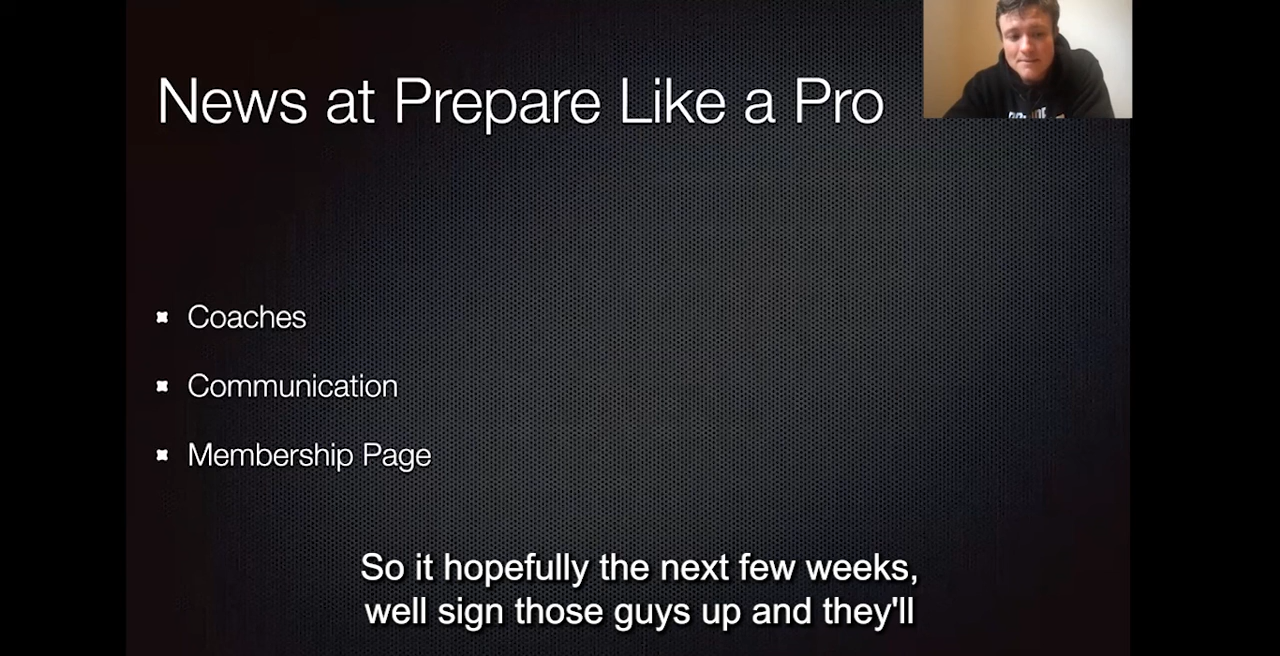 News at Prepare Like a Pro
Coaches
Communication
Membership Page
So it hopefully the next few weeks,
well sign those guys up and they'll